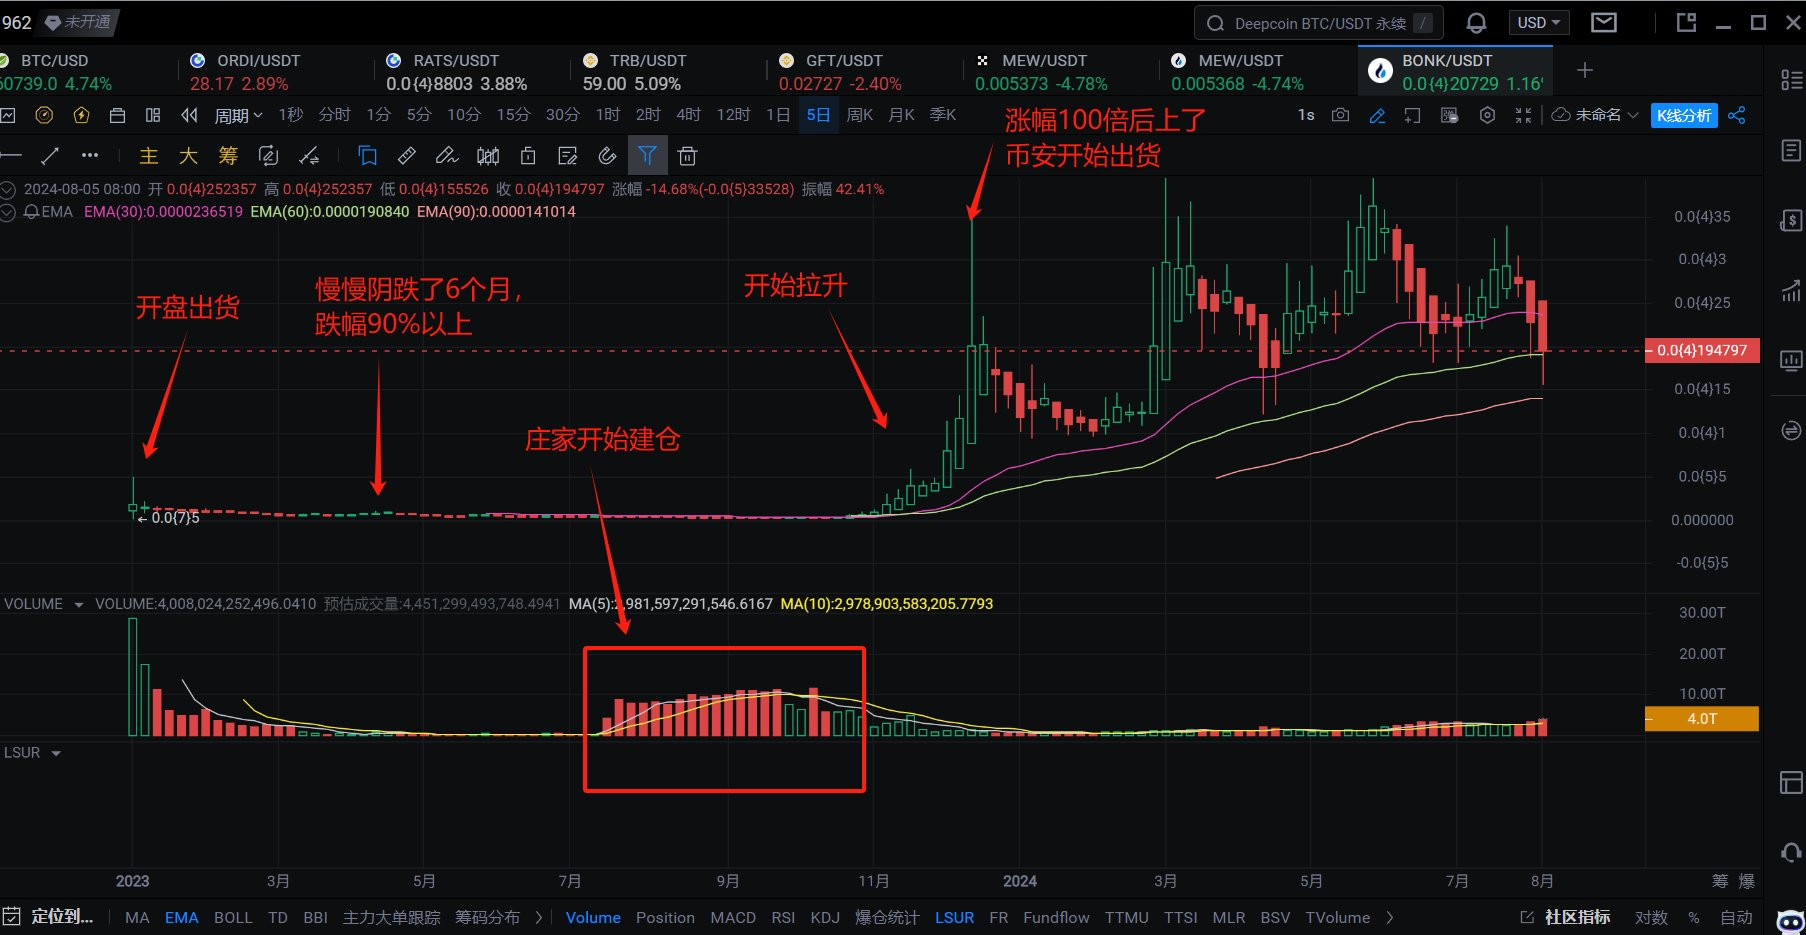 962 未开通
Deepcoin BTC/USDT 永续 /
USD
BTC/USD
60739.0 4.74%
ORDI/USDT
28.17 2.89%
RATS/USDT
0.0{4}8803 3.88%
TRB/USDT
59.00 5.09%
GFT/USDT
0.02727 -2.40%
MEW/USDT
0.005373 -4.78%
MEW/USDT
0.005368 -4.74%
BONK/USDT
0.0{4}20729 1.16%
周期 1秒 分时 1分 5分 10分 15分 30分 1时 2时 4时 12时 1日 5日 周K 月K 季K
1s 未命名 K线分析
主 大 筹
涨幅100倍后上了
币安开始出货
2024-08-05 08:00 开 0.0{4}252357 高 0.0{4}252357 低 0.0{4}155526 收 0.0{4}194797 涨幅 -14.68%(-0.0{5}33528) 振幅 42.41%
EMA EMA(30):0.0000236519 EMA(60):0.0000190840 EMA(90):0.0000141014
开盘出货
慢慢阴跌了6个月，
跌幅90%以上
庄家开始建仓
开始拉升
← 0.0{7}5
0.0{4}35
0.0{4}3
0.0{4}25
0.0{4}194797
0.0{4}15
0.0{4}1
0.0{5}5
0.000000
-0.0{5}5
VOLUME VOLUME:4,008,024,252,496.0410 预估成交量:4,451,299,493,748.4941 MA(5):2,981,597,291,546.6167 MA(10):2,978,903,583,205.7793
30.00T
20.00T
10.00T
4.0T
LSUR
2023 3月 5月 7月 9月 11月 2024 3月 5月 7月 8月 筹 爆
定位到... MA EMA BOLL TD BBI 主力大单跟踪 筹码分布 Volume Position MACD RSI KDJ 爆仓统计 LSUR FR Fundflow TTMU TTSI MLR BSV TVolume 社区指标 对数 % 自动